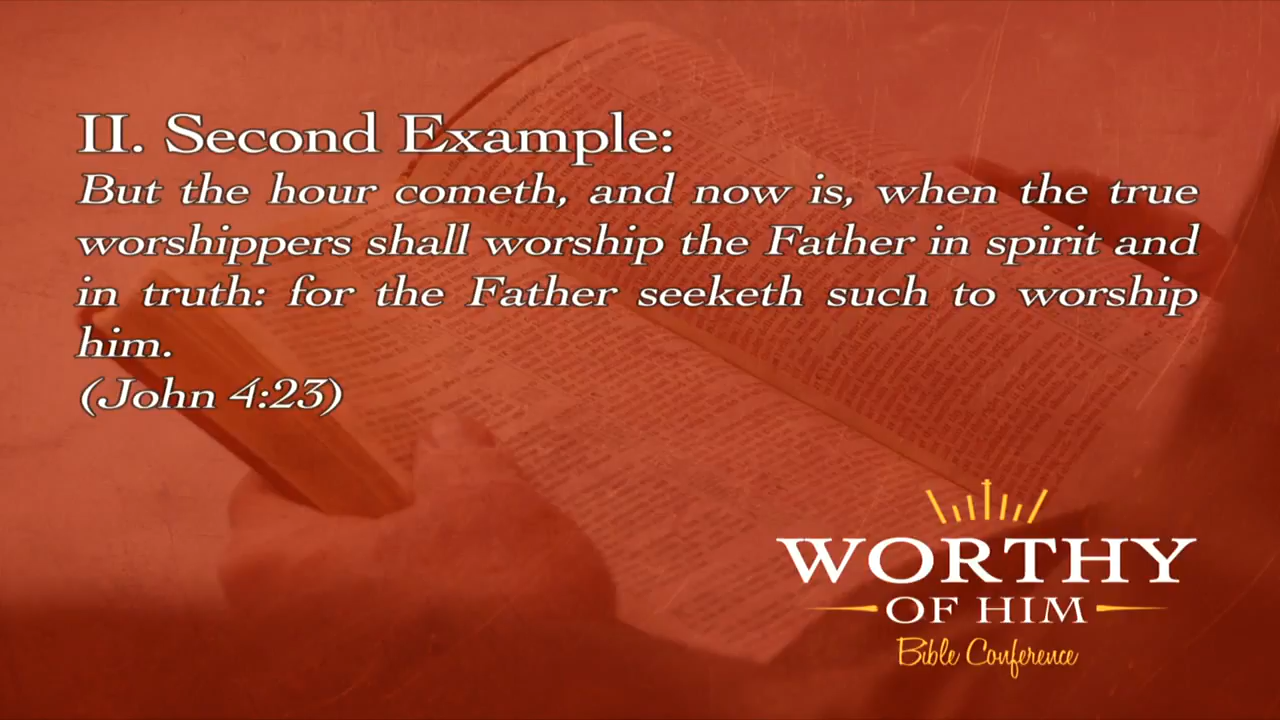 II. Second Example:
But the hour cometh, and now is, when the true
worshippers shall worship the Father in spirit and
in truth: for the Father seeketh such to worship
him.
(John 4:23)
WORTHY
OF HIM
Bible Conference